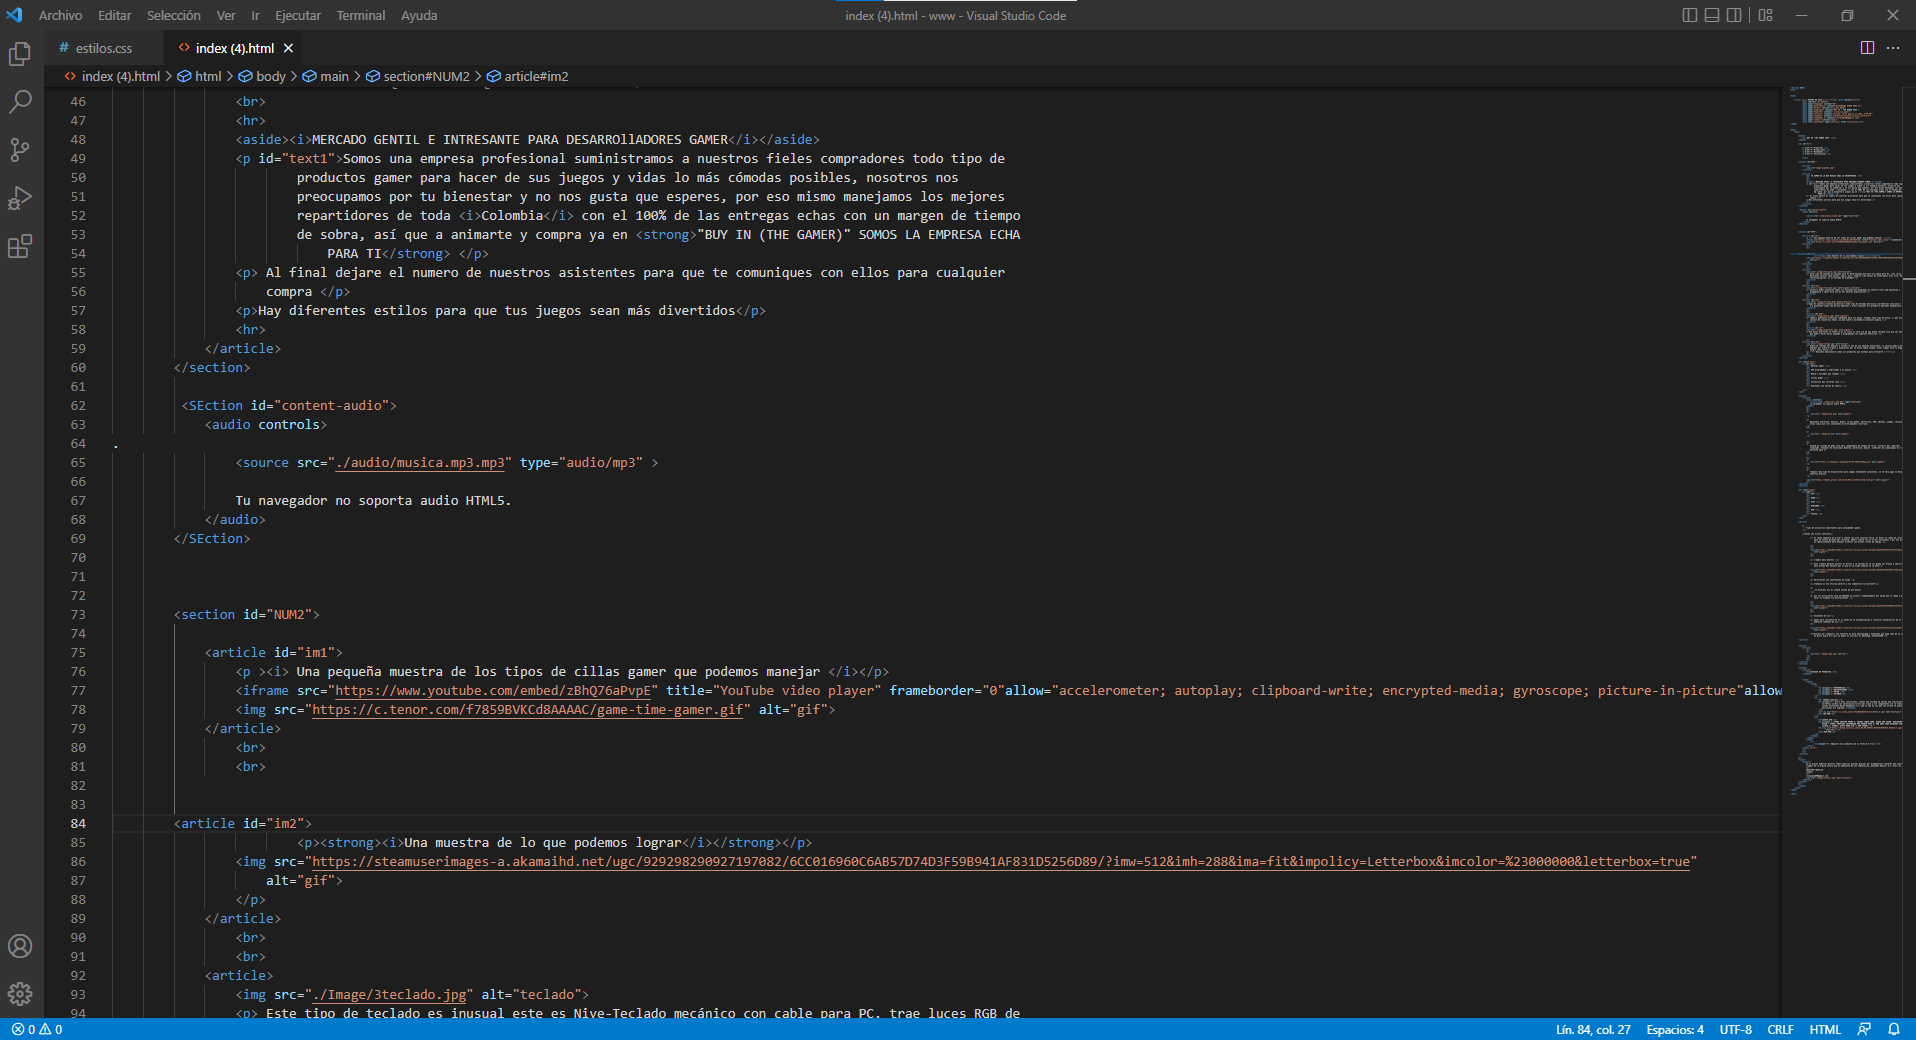 Archivo Editar Selección Ver Ir Ejecutar Terminal Ayuda
index (4).html - www - Visual Studio Code
# estilos.css
<> index (4).html
<> index (4).html > html > body > main > section#NUM2 > article#im2
46 <br>
47 <hr>
48 <aside><i>MERCADO GENTIL E INTRESANTE PARA DESARROllADORES GAMER</i></aside>
49 <p id="text1">Somos una empresa profesional suministramos a nuestros fieles compradores todo tipo de
50 productos gamer para hacer de sus juegos y vidas lo más cómodas posibles, nosotros nos
51 preocupamos por tu bienestar y no nos gusta que esperes, por eso mismo manejamos los mejores
52 repartidores de toda <i>Colombia</i> con el 100% de las entregas echas con un margen de tiempo
53 de sobra, así que a animarte y compra ya en <strong>"BUY IN (THE GAMER)" SOMOS LA EMPRESA ECHA
54 PARA TI</strong> </p>
55 <p> Al final dejare el numero de nuestros asistentes para que te comuniques con ellos para cualquier
56 compra </p>
57 <p>Hay diferentes estilos para que tus juegos sean más divertidos</p>
58 <hr>
59 </article>
60 </section>
61
62 <SEction id="content-audio">
63 <audio controls>
64 .
65 <source src="./audio/musica.mp3.mp3" type="audio/mp3" >
66
67 Tu navegador no soporta audio HTML5.
68 </audio>
69 </SEction>
70
71
72
73 <section id="NUM2">
74
75 <article id="im1">
76 <p ><i> Una pequeña muestra de los tipos de cillas gamer que podemos manejar </i></p>
77 <iframe src="https://www.youtube.com/embed/zBhQ76aPvpE" title="YouTube video player" frameborder="0"allow="accelerometer; autoplay; clipboard-write; encrypted-media; gyroscope; picture-in-picture"allow
78 <img src="https://c.tenor.com/f7859BVKCd8AAAAC/game-time-gamer.gif" alt="gif">
79 </article>
80 <br>
81 <br>
82
83
84 <article id="im2">
85 <p><strong><i>Una muestra de lo que podemos lograr</i></strong></p>
86 <img src="https://steamuserimages-a.akamaihd.net/ugc/929298290927197082/6CC016960C6AB57D74D3F59B941AF831D5256D89/?imw=512&imh=288&ima=fit&impolicy=Letterbox&imcolor=%23000000&letterbox=true"
87 alt="gif">
88 </p>
89 </article>
90 <br>
91 <br>
92 <article>
93 <img src="./Image/3teclado.jpg" alt="teclado">
94 <p> Este tipo de teclado es inusual este es Nive-Teclado mecánico con cable para PC, trae luces RGB de
0 0
Lín. 84, col. 27 Espacios: 4 UTF-8 CRLF HTML